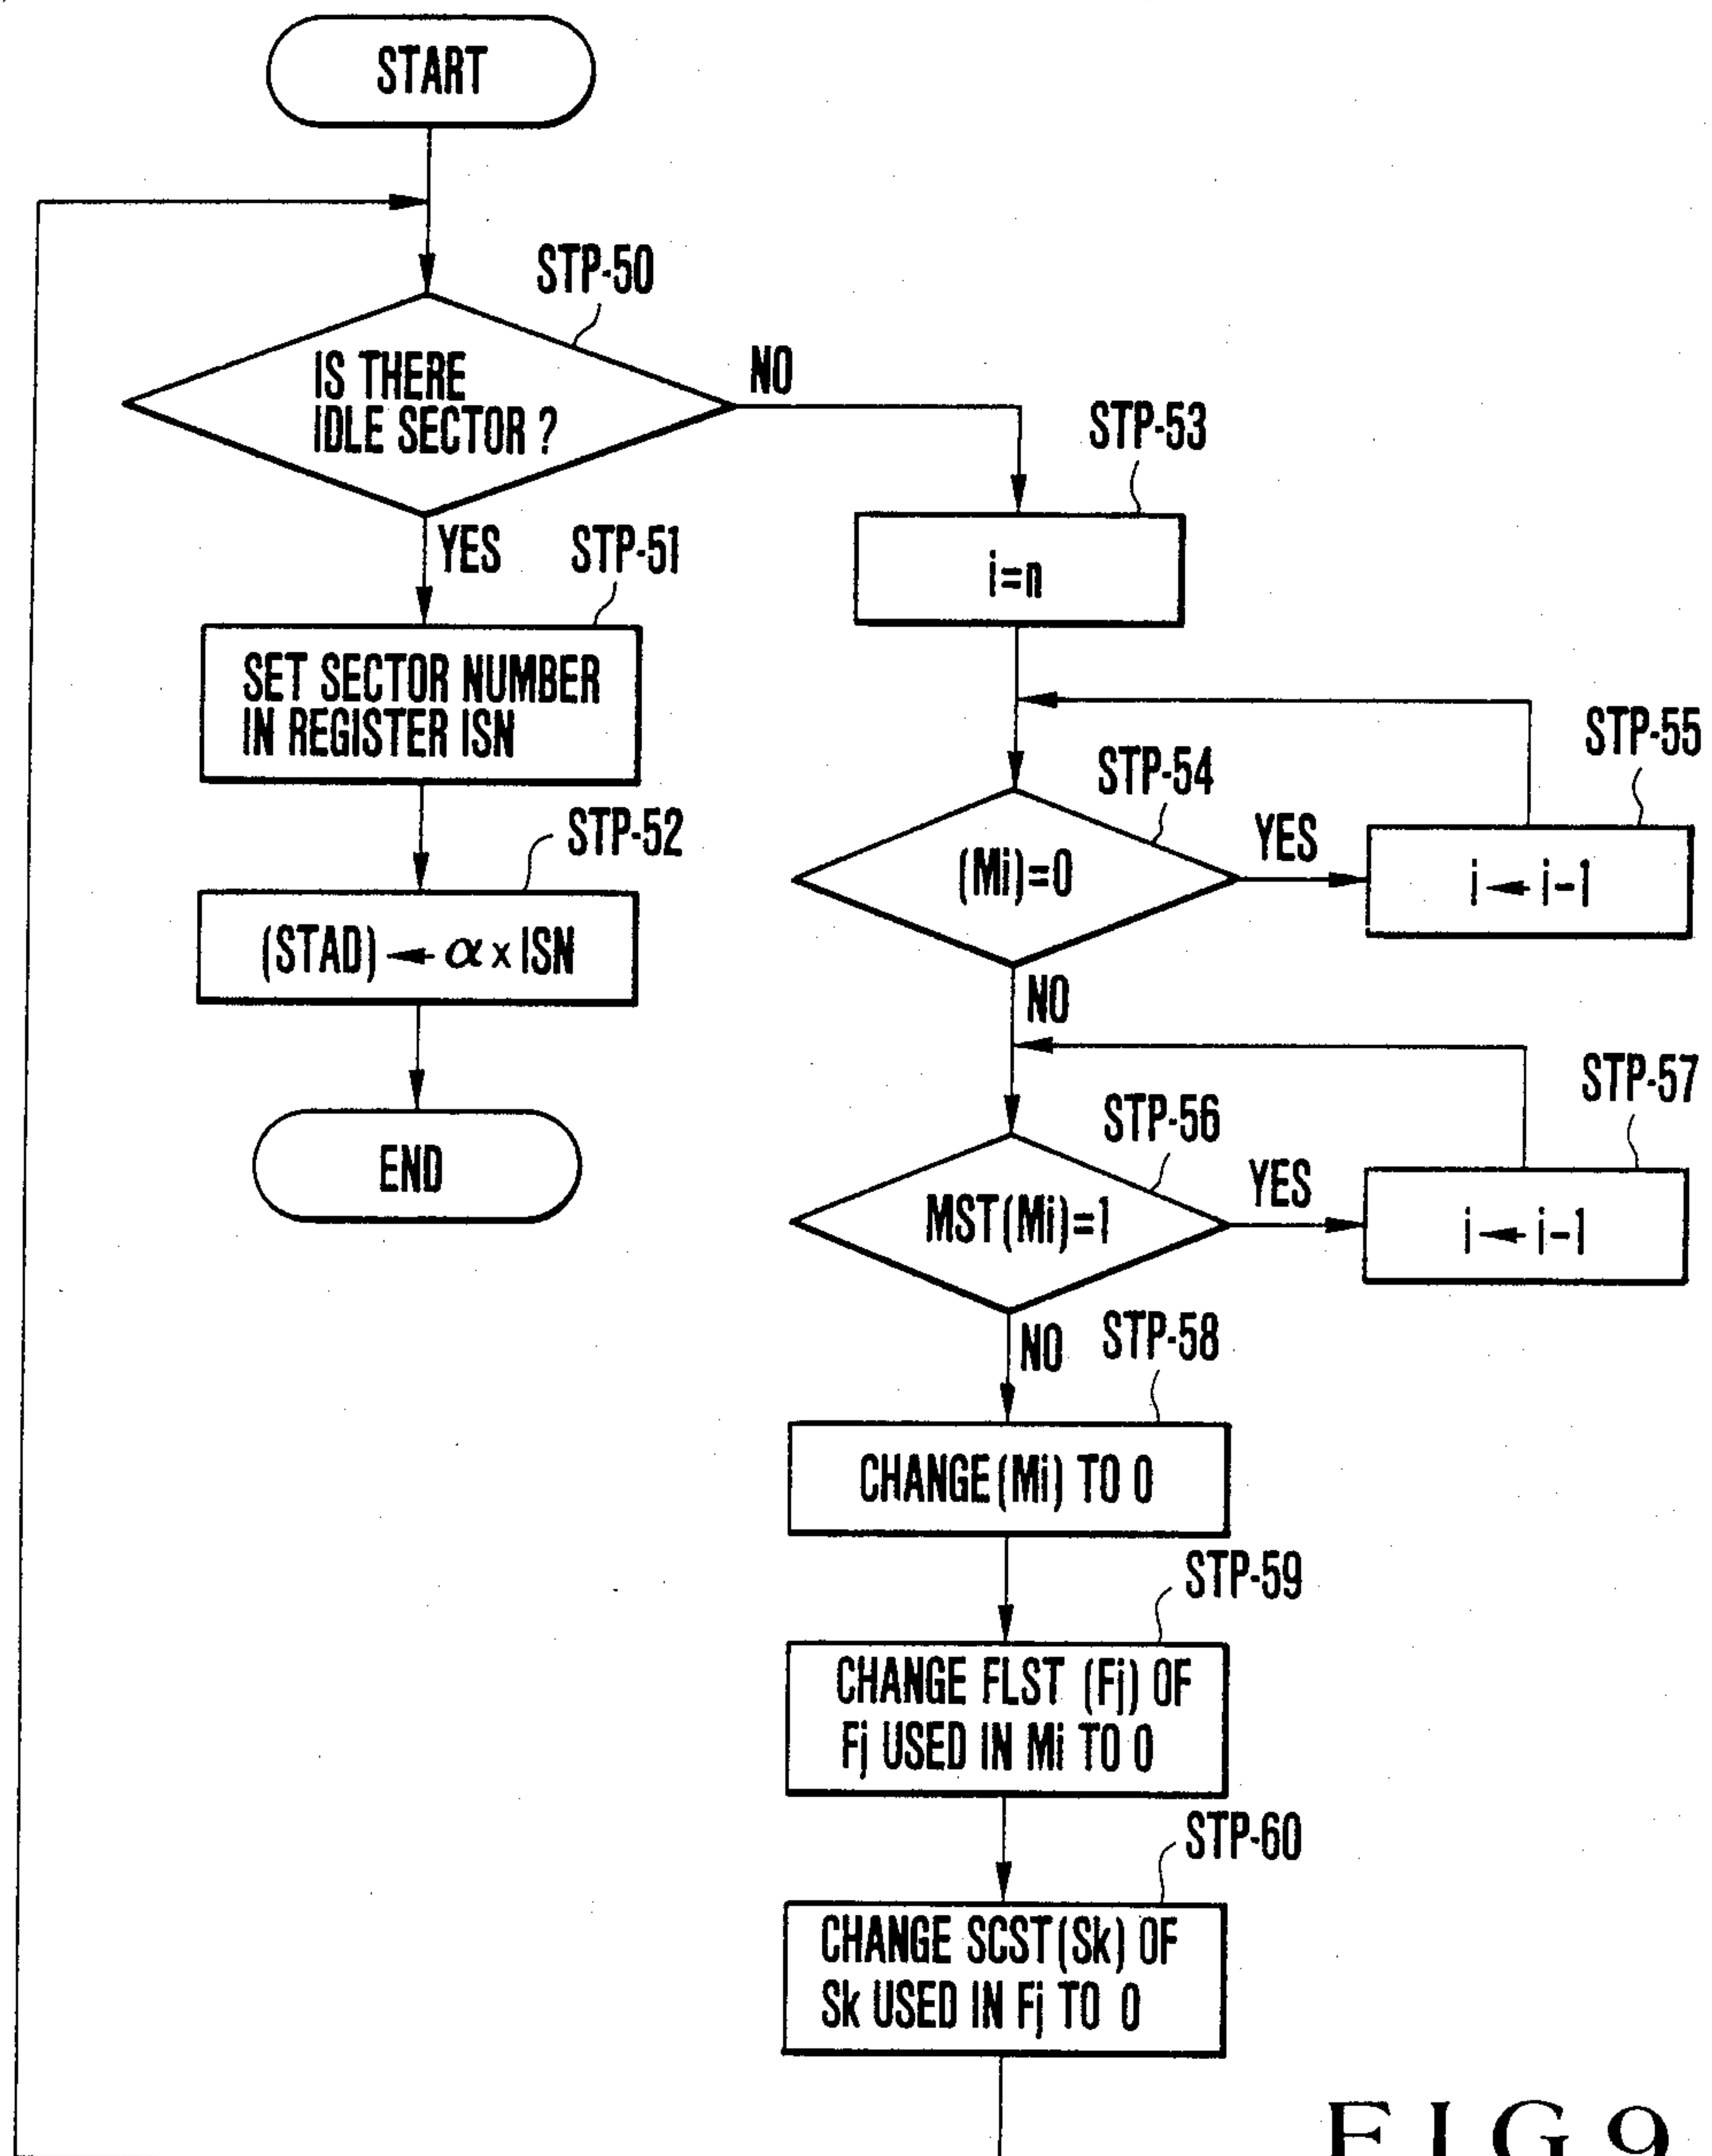 START
STP-50
IS THERE
IDLE SECTOR ?
NO
YES
STP-51
SET SECTOR NUMBER
IN REGISTER ISN
STP-52
(STAD) ← α x ISN
END
STP-53
i=n
STP-54
(Mi)=0
YES
STP-55
i ← i-1
NO
STP-56
MST(Mi)=1
YES
STP-57
i ← i-1
NO
STP-58
CHANGE (Mi) TO 0
STP-59
CHANGE FLST (Fj) OF
Fj USED IN Mi TO 0
STP-60
CHANGE SCST(Sk) OF
Sk USED IN Fj TO 0
FIG 9